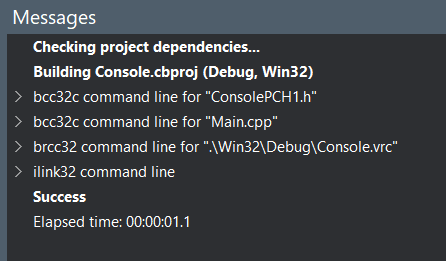 Messages
Checking project dependencies...
Building Console.cbproj (Debug, Win32)
bcc32c command line for "ConsolePCH1.h"
bcc32c command line for "Main.cpp"
brcc32 command line for ".\Win32\Debug\Console.vrc"
ilink32 command line
Success
Elapsed time: 00:00:01.1